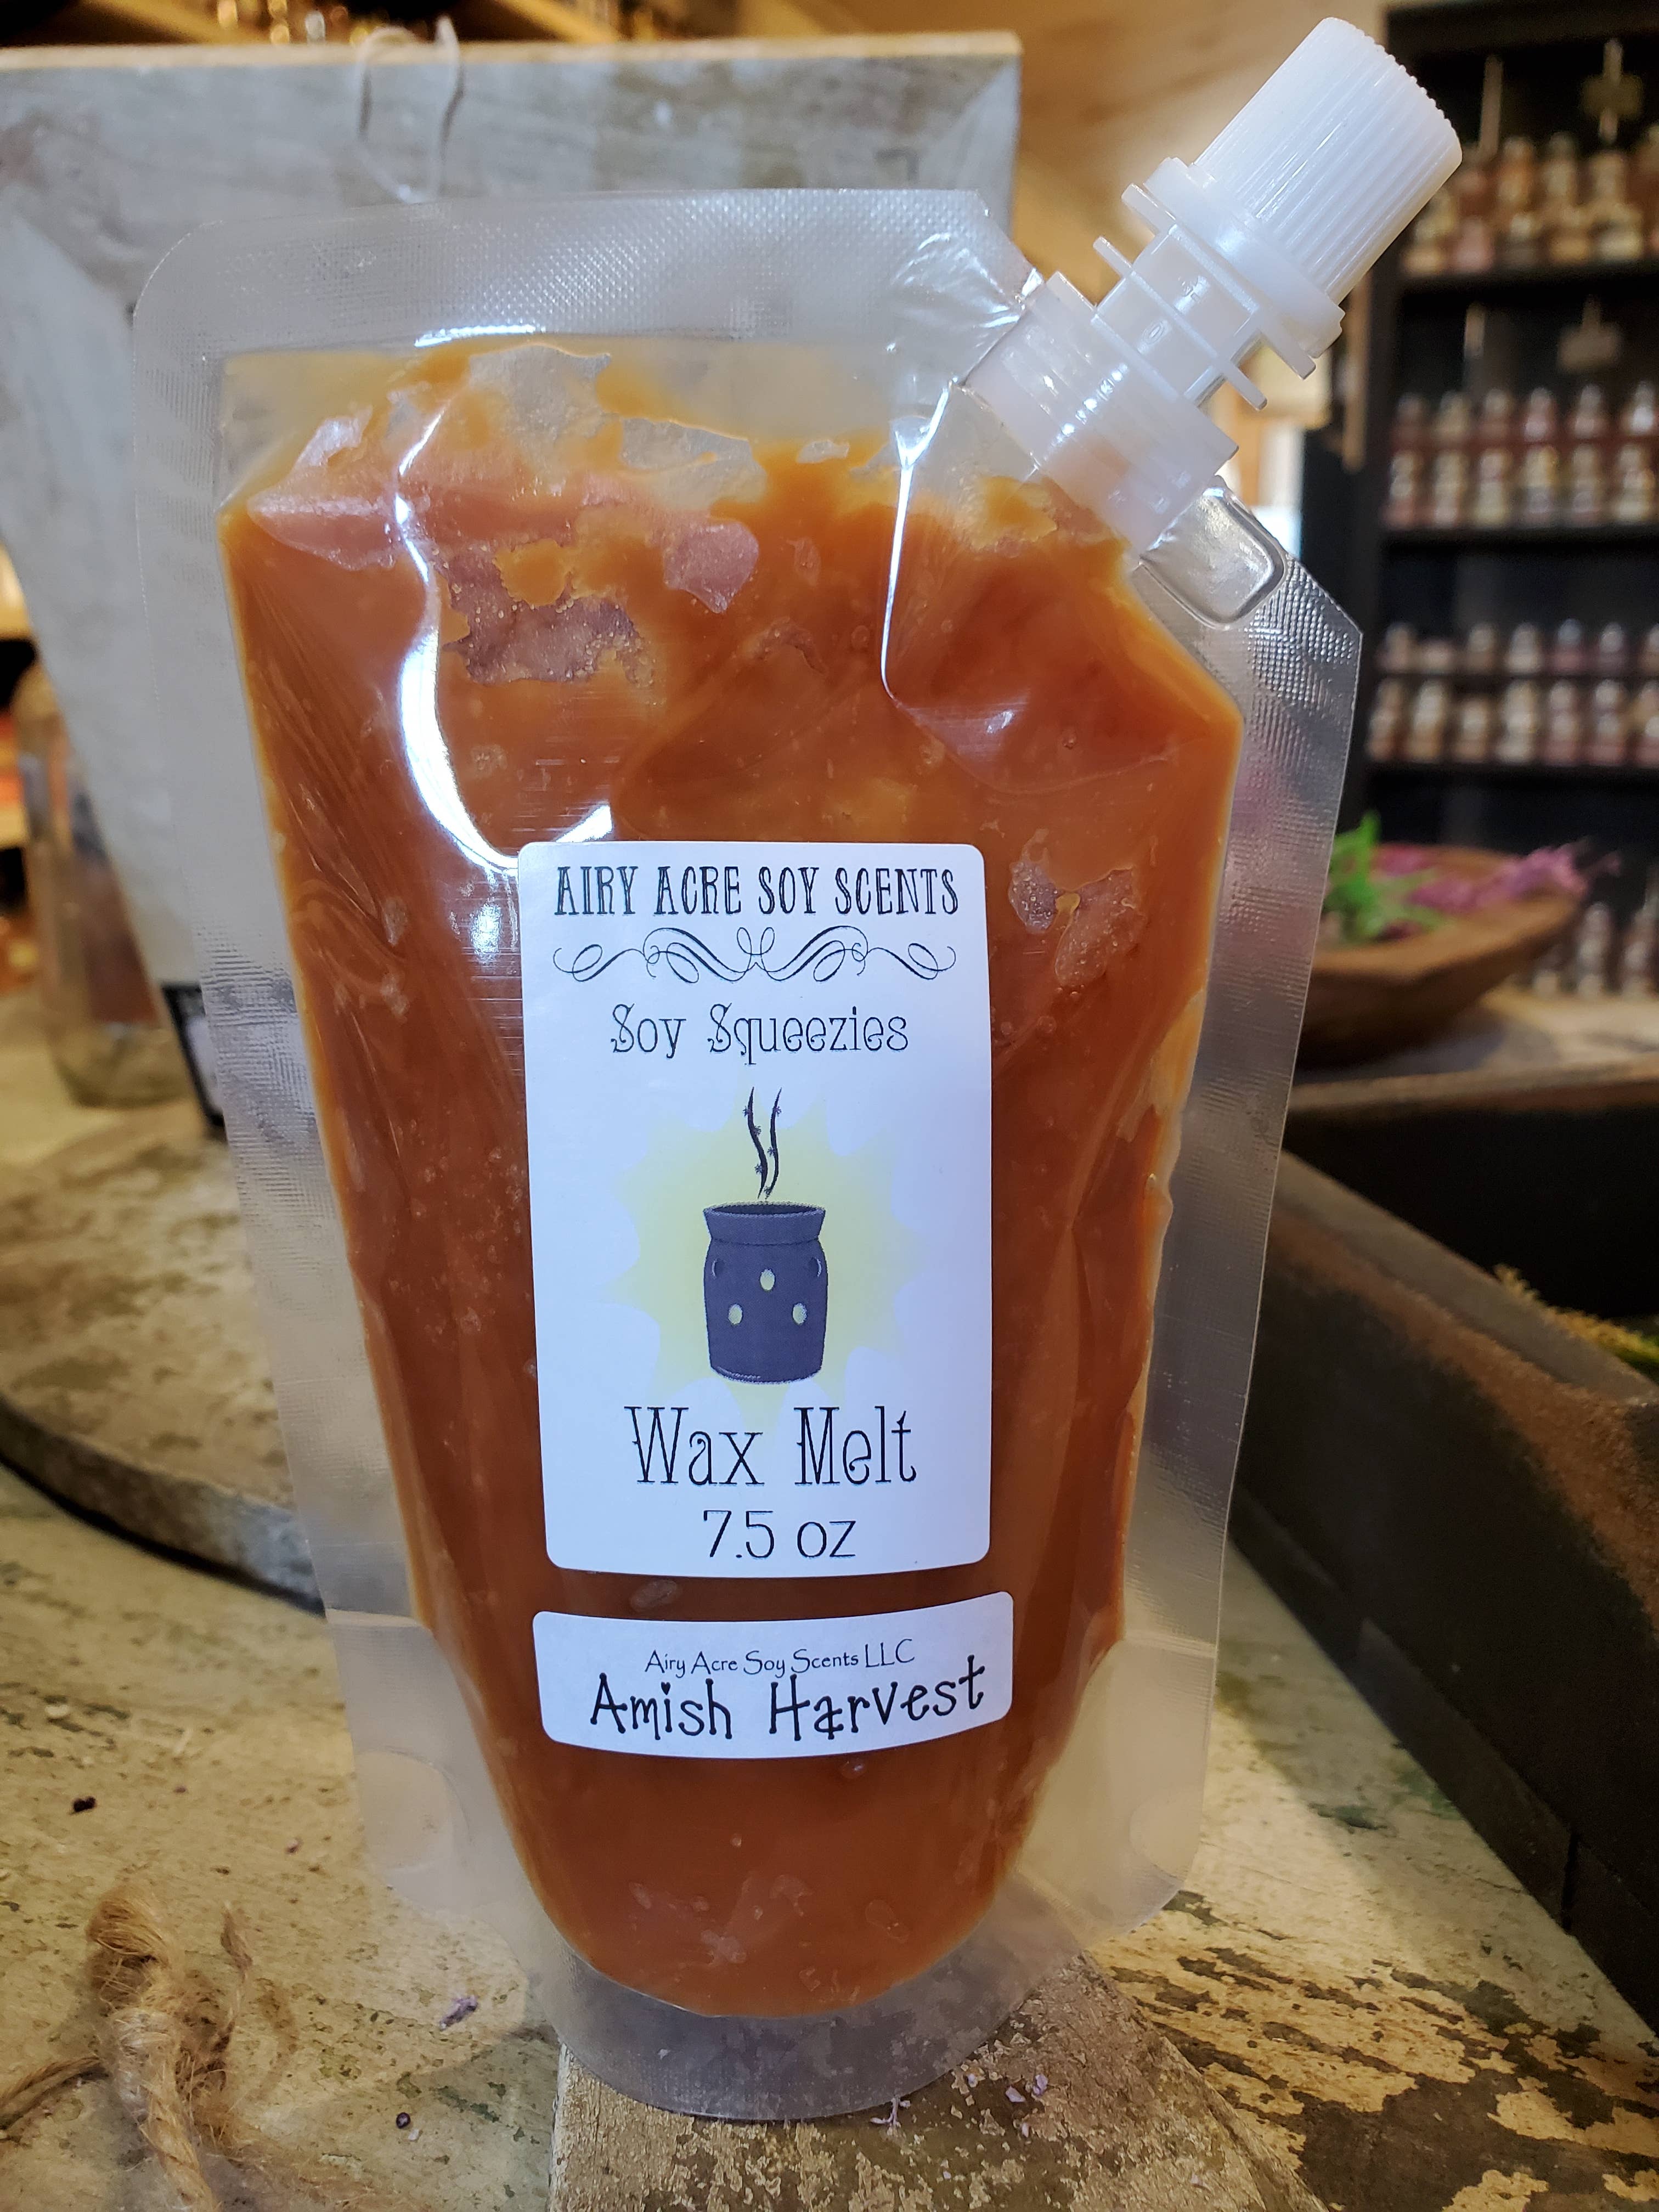 AIRY ACRE SOY SCENTS
Soy Squeezies
Wax Melt
7.5 oz
Airy Acre Soy Scents LLC
Amish Harvest